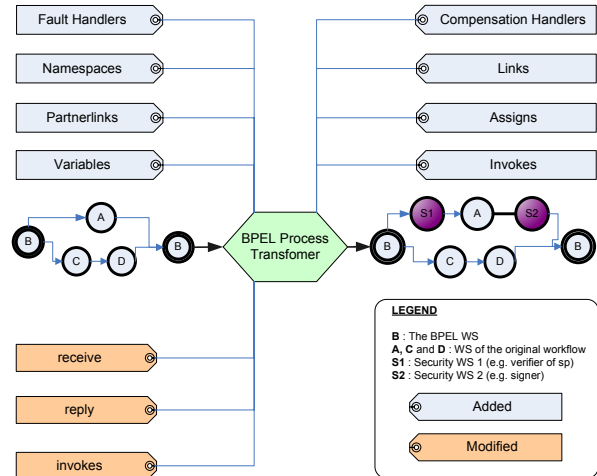 Fault Handlers
Compensation Handlers
Namespaces
Links
Partnerlinks
Assigns
Variables
Invokes
A
B
C
D
B
BPEL Process
Transfomer
S1
A
S2
B
C
D
B
receive
reply
invokes
LEGEND
B : The BPEL WS
A, C and D : WS of the original workflow
S1 : Security WS 1 (e.g. verifier of sp)
S2 : Security WS 2 (e.g. signer)
Added
Modified